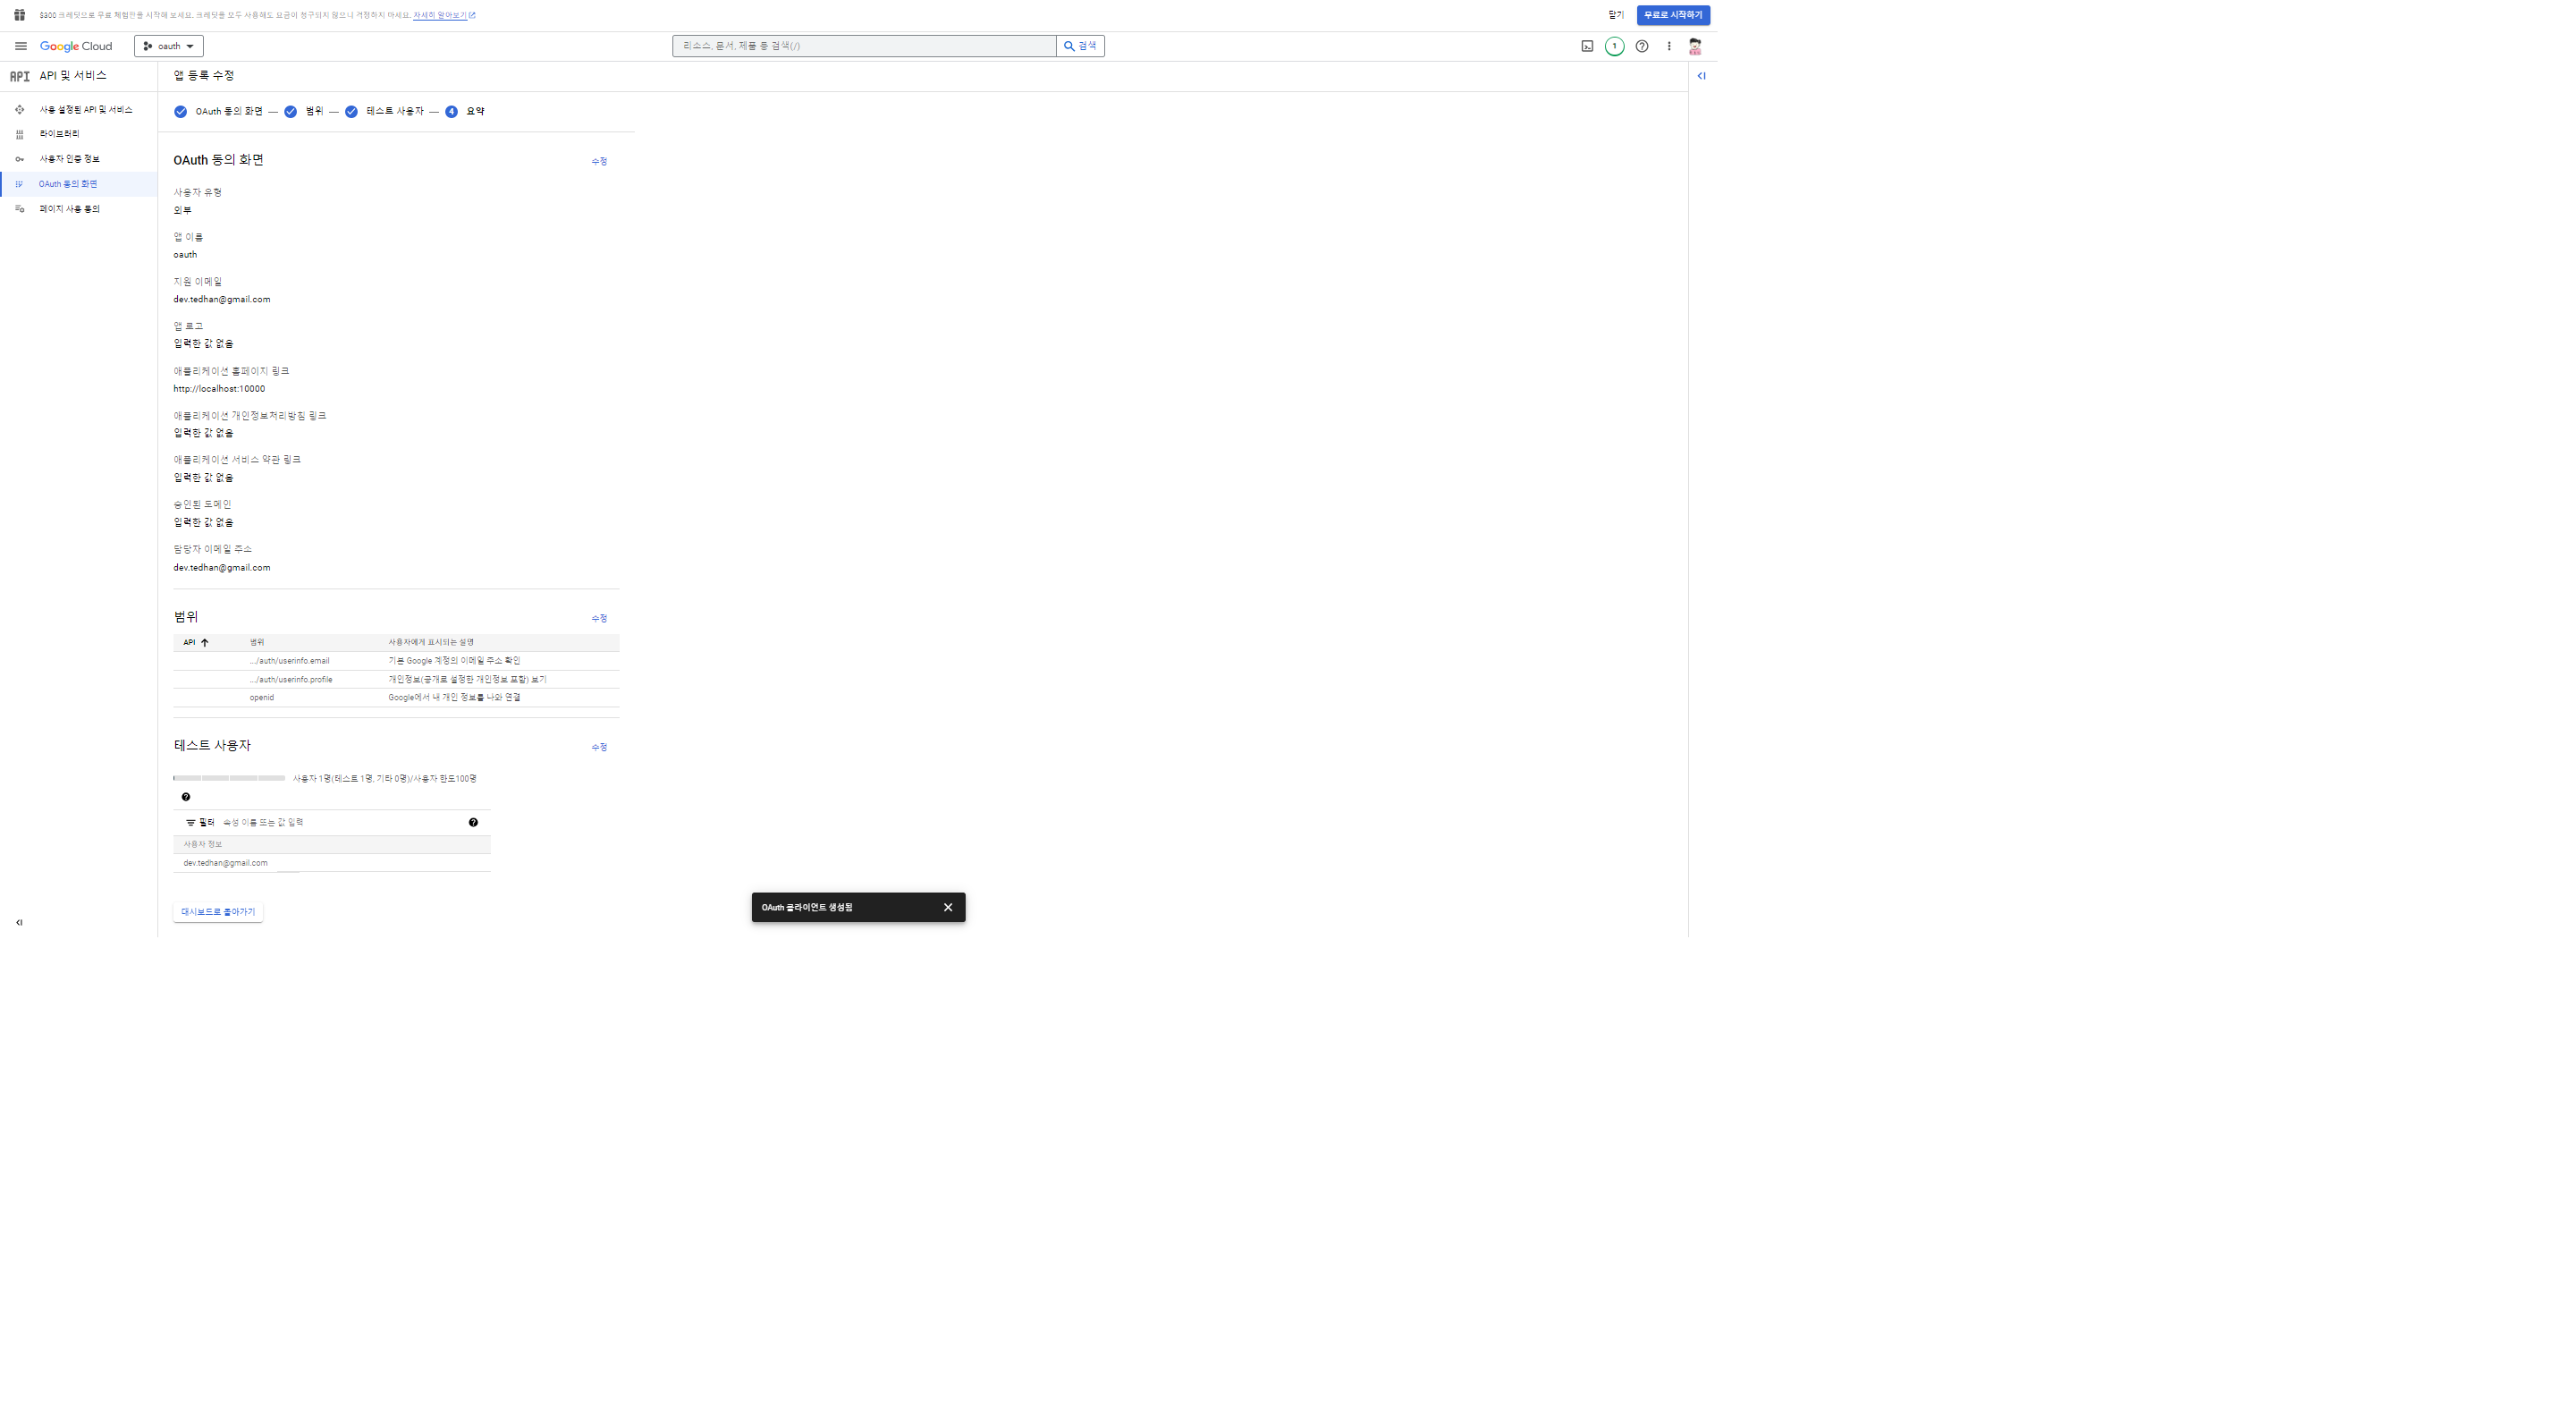 $300 크레딧으로 무료 체험판을 시작해 보세요. 크레딧을 모두 사용해도 요금이 청구되지 않으니 걱정하지 마세요. 자세히 알아보기
닫기
무료로 시작하기
Google Cloud
oauth
리소스, 문서, 제품 등 검색(/)
검색
1
API API 및 서비스
앱 등록 수정
사용 설정된 API 및 서비스
라이브러리
사용자 인증 정보
OAuth 동의 화면
페이지 사용 동의
OAuth 동의 화면 — 범위 — 테스트 사용자 — 4 요약
OAuth 동의 화면
수정
사용자 유형
외부
앱 이름
oauth
지원 이메일
dev.tedhan@gmail.com
앱 로고
입력한 값 없음
애플리케이션 홈페이지 링크
http://localhost:10000
애플리케이션 개인정보처리방침 링크
입력한 값 없음
애플리케이션 서비스 약관 링크
입력한 값 없음
승인된 도메인
입력한 값 없음
담당자 이메일 주소
dev.tedhan@gmail.com
범위
수정
API 범위 사용자에게 표시되는 설명
.../auth/userinfo.email 기본 Google 계정의 이메일 주소 확인
.../auth/userinfo.profile 개인정보(공개로 설정한 개인정보 포함) 보기
openid Google에서 내 개인 정보를 나와 연결
테스트 사용자
수정
사용자 1명(테스트 1명, 기타 0명)/사용자 한도100명
필터 속성 이름 또는 값 입력
사용자 정보
dev.tedhan@gmail.com
대시보드로 돌아가기
OAuth 클라이언트 생성됨